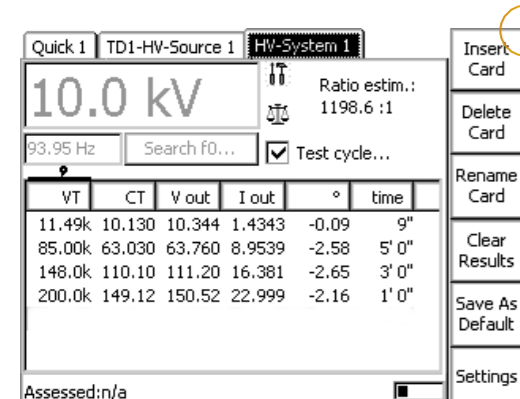 Quick 1 TD1-HV-Source 1 HV-System 1
10.0 kV
Ratio estim.:
1198.6 :1
93.95 Hz Search f0... Test cycle...
VT CT V out I out ° time
11.49k 10.130 10.344 1.4343 -0.09 9"
85.00k 63.030 63.760 8.9539 -2.58 5' 0"
148.0k 110.10 111.20 16.381 -2.65 3' 0"
200.0k 149.12 150.52 22.999 -2.16 1' 0"
Assessed:n/a
Insert
Card
Delete
Card
Rename
Card
Clear
Results
Save As
Default
Settings